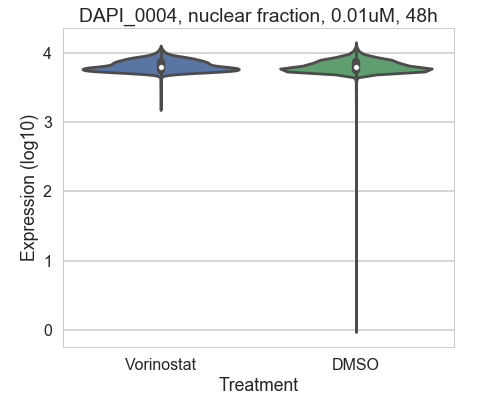 DAPI_0004, nuclear fraction, 0.01uM, 48h
4
3
2
1
0
Expression (log10)
Vorinostat
DMSO
Treatment